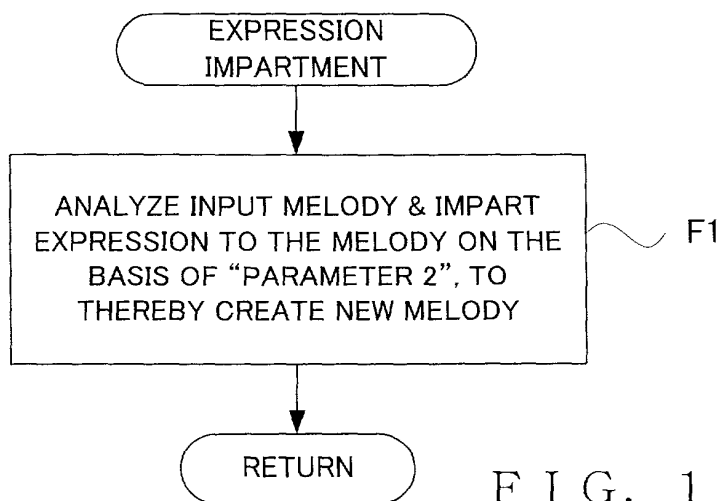 EXPRESSION
IMPARTMENT
ANALYZE INPUT MELODY & IMPART
EXPRESSION TO THE MELODY ON THE
BASIS OF “PARAMETER 2”, TO
THEREBY CREATE NEW MELODY
F1
RETURN
FIG. 1